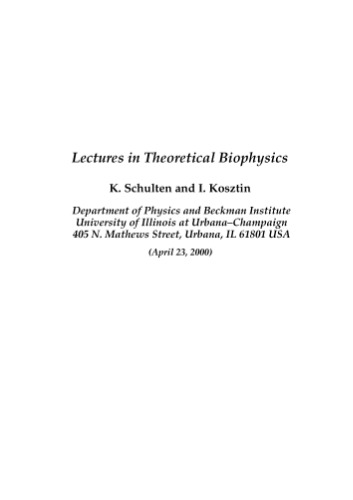 Lectures in Theoretical Biophysics
K. Schulten and I. Kosztin
Department of Physics and Beckman Institute
University of Illinois at Urbana–Champaign
405 N. Mathews Street, Urbana, IL 61801 USA
(April 23, 2000)